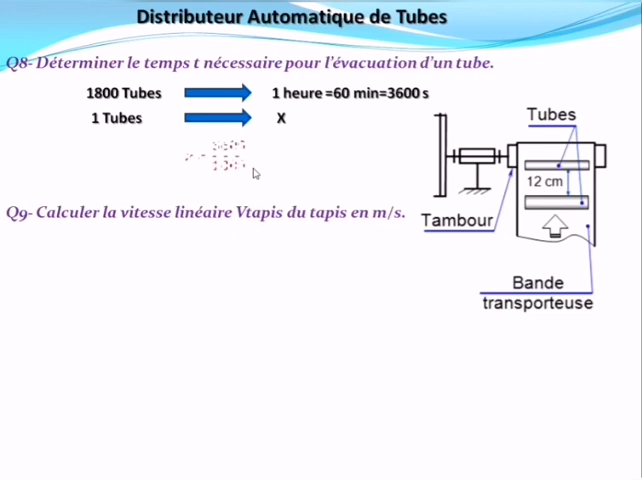 Distributeur Automatique de Tubes
Q8- Déterminer le temps t nécessaire pour l'évacuation d'un tube.
1800 Tubes 1 heure =60 min=3600 s
1 Tubes X
Tubes
12 cm
Q9- Calculer la vitesse linéaire Vtapis du tapis en m/s.
Tambour
Bande
transporteuse